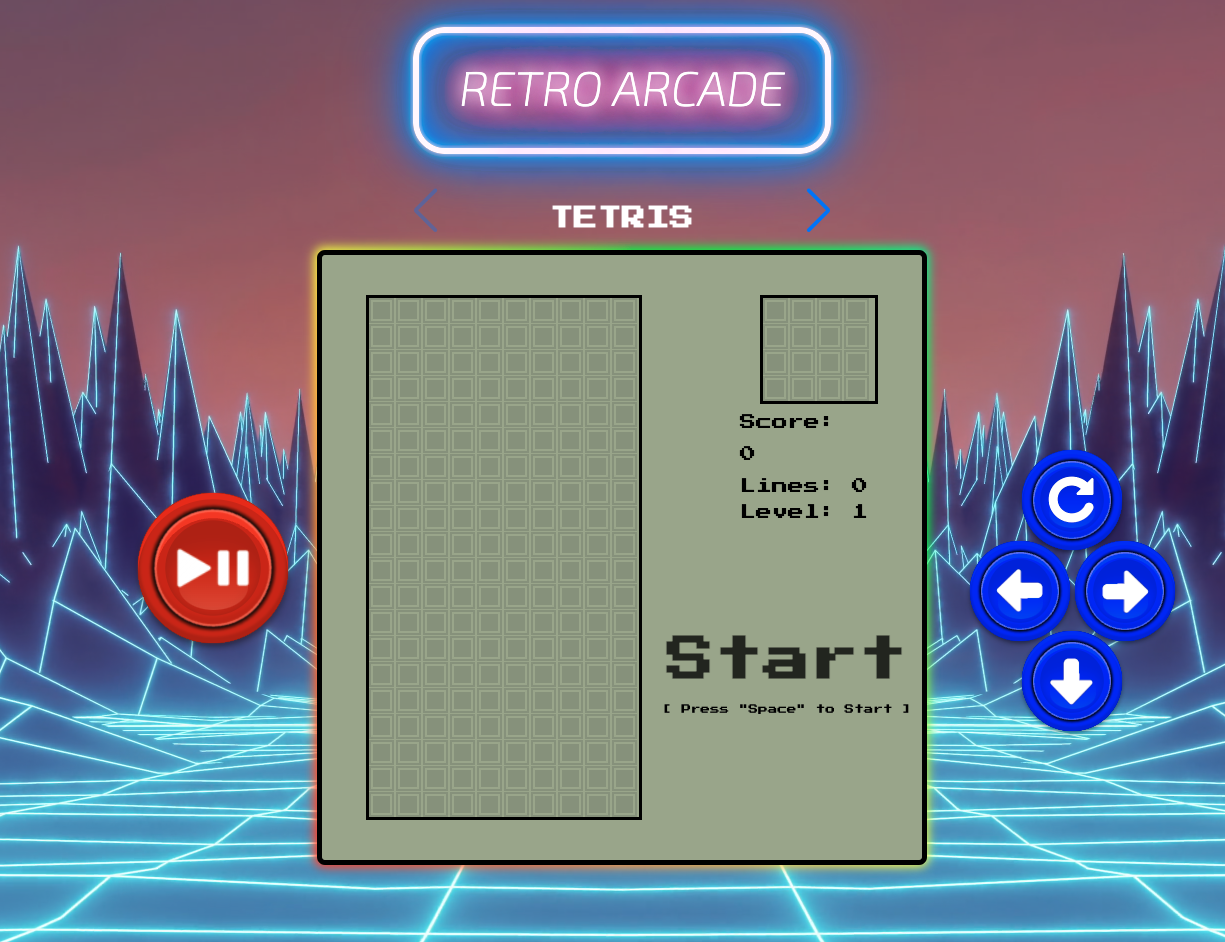 RETRO ARCADE
TETRIS
Score:
0
Lines: 0
Level: 1
Start
[ Press "Space" to Start ]